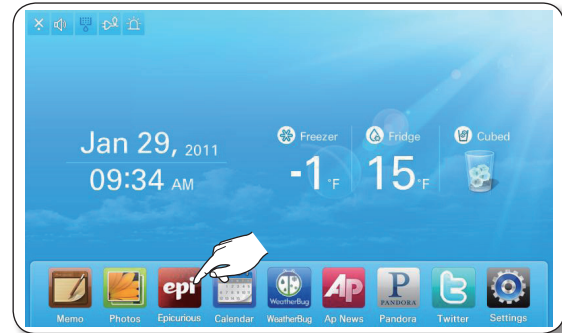 Jan 29, 2011
09:34 AM
Freezer
-1 °F
Fridge
15 °F
Cubed
epi
WeatherBug
AP
P
PANDORA
t
Memo Photos Epicurious Calendar WeatherBug Ap News Pandora Twitter Settings